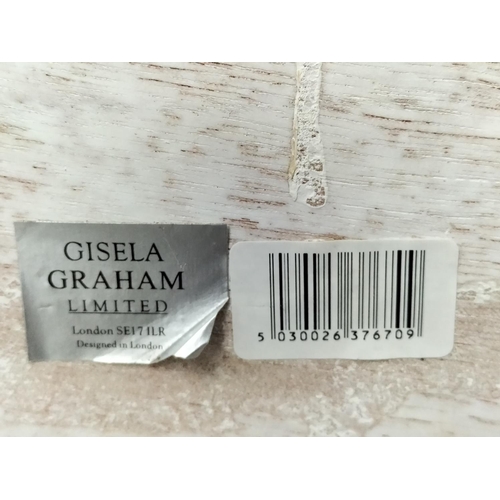 GISELA
GRAHAM
LIMITED
London SE17 1LR
Designed in London
5 030026 376709